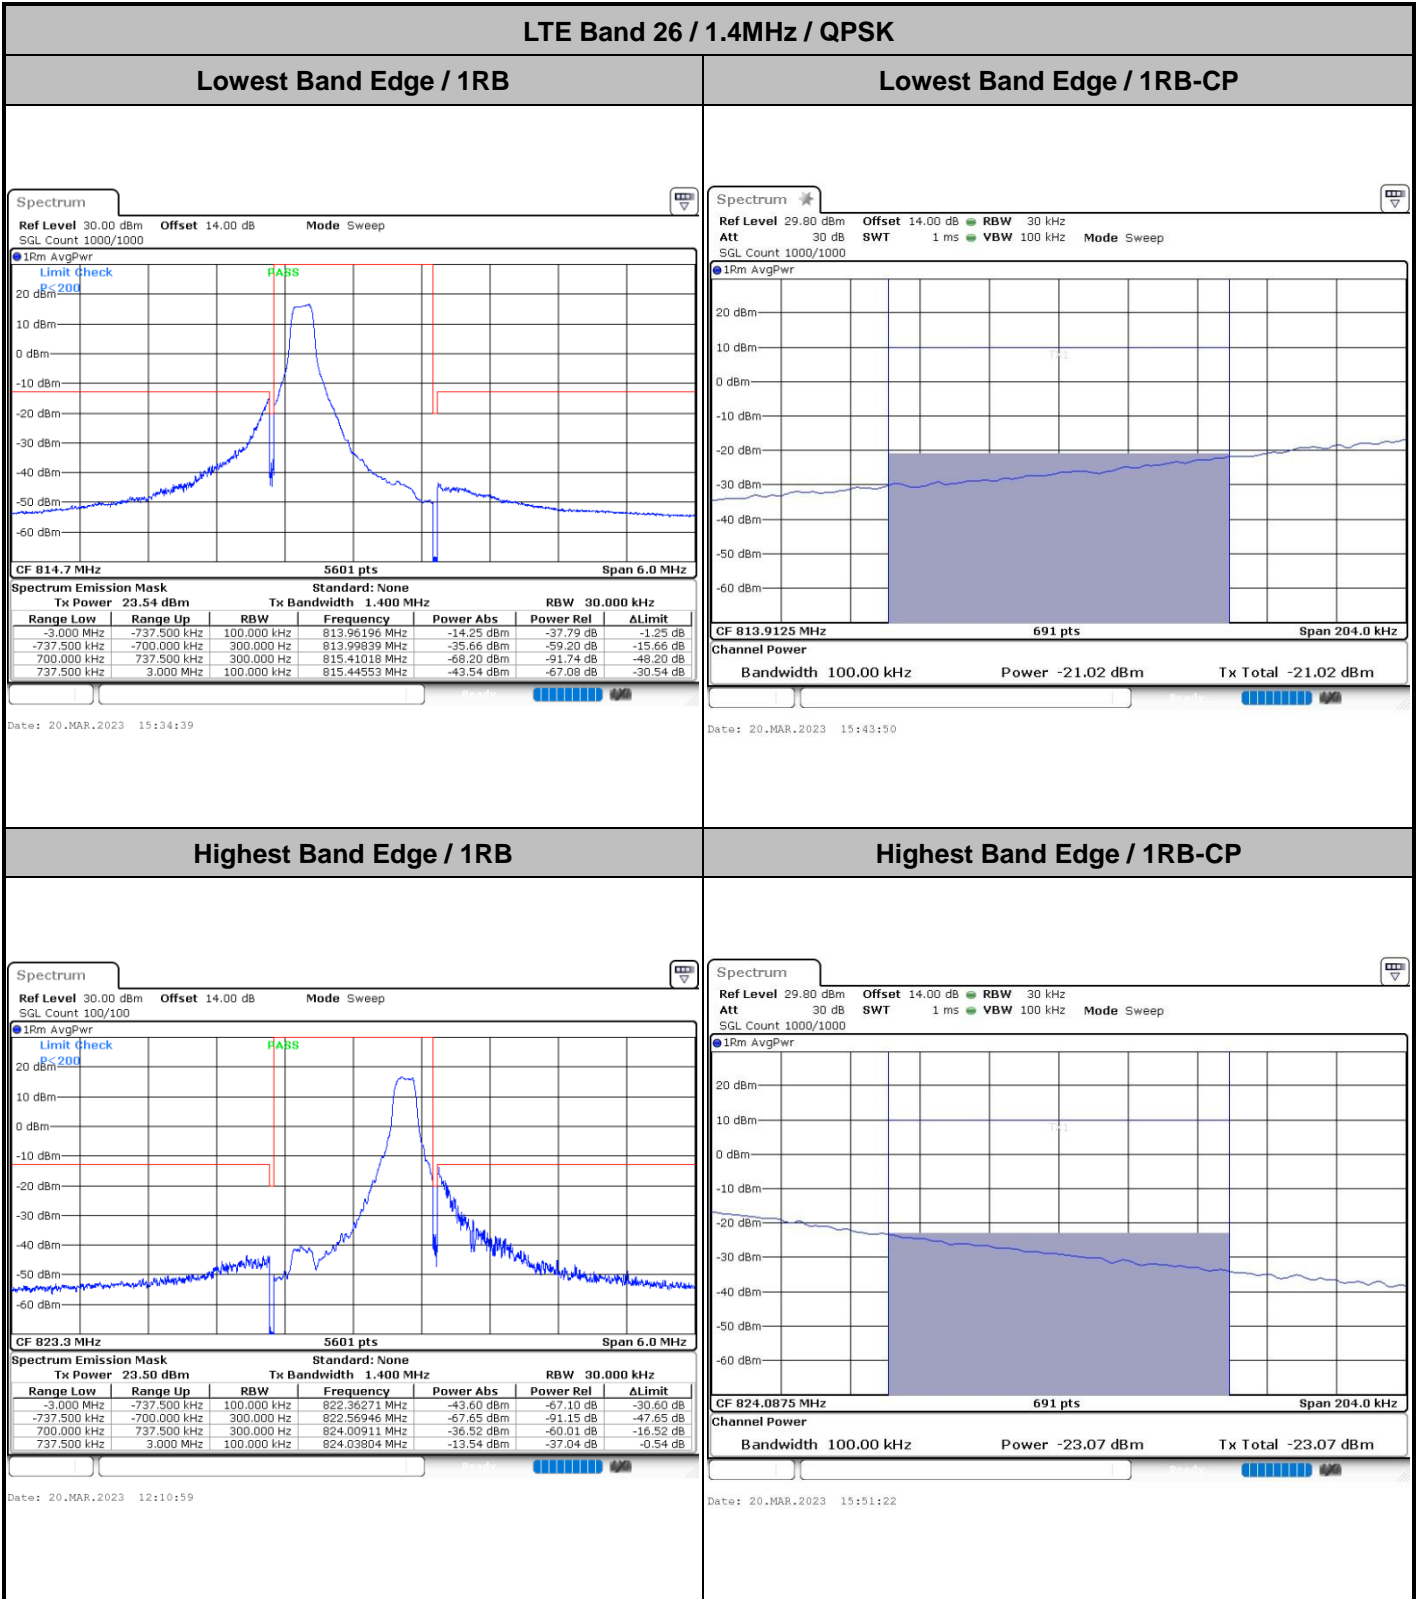 LTE Band 26 / 1.4MHz / QPSK
Lowest Band Edge / 1RB
Lowest Band Edge / 1RB-CP
Spectrum
Ref Level 30.00 dBm Offset 14.00 dB Mode Sweep
SGL Count 1000/1000
1Rm AvgPwr
Limit Check PASS
P<200
20 dBm
10 dBm
0 dBm
-10 dBm
-20 dBm
-30 dBm
-40 dBm
-50 dBm
-60 dBm
CF 814.7 MHz 5601 pts Span 6.0 MHz
Spectrum Emission Mask Standard: None
Tx Power 23.54 dBm Tx Bandwidth 1.400 MHz RBW 30.000 kHz
Range Low Range Up RBW Frequency Power Abs Power Rel ΔLimit
-3.000 MHz -737.500 kHz 100.000 kHz 813.96196 MHz -14.25 dBm -37.79 dB -1.25 dB
-737.500 kHz -700.000 kHz 300.000 Hz 813.99839 MHz -35.66 dBm -59.20 dB -15.66 dB
700.000 kHz 737.500 kHz 300.000 Hz 815.41018 MHz -68.20 dBm -91.74 dB -48.20 dB
737.500 kHz 3.000 MHz 100.000 kHz 815.44553 MHz -43.54 dBm -67.08 dB -30.54 dB
Ready
Date: 20.MAR.2023 15:34:39
Spectrum
Ref Level 29.80 dBm Offset 14.00 dB RBW 30 kHz
Att 30 dB SWT 1 ms VBW 100 kHz Mode Sweep
SGL Count 1000/1000
1Rm AvgPwr
20 dBm
10 dBm
0 dBm
-10 dBm
-20 dBm
-30 dBm
-40 dBm
-50 dBm
-60 dBm
CF 813.9125 MHz 691 pts Span 204.0 kHz
Channel Power
Bandwidth 100.00 kHz Power -21.02 dBm Tx Total -21.02 dBm
Ready
Date: 20.MAR.2023 15:43:50
Highest Band Edge / 1RB
Highest Band Edge / 1RB-CP
Spectrum
Ref Level 30.00 dBm Offset 14.00 dB Mode Sweep
SGL Count 100/100
1Rm AvgPwr
Limit Check PASS
P<200
20 dBm
10 dBm
0 dBm
-10 dBm
-20 dBm
-30 dBm
-40 dBm
-50 dBm
-60 dBm
CF 823.3 MHz 5601 pts Span 6.0 MHz
Spectrum Emission Mask Standard: None
Tx Power 23.50 dBm Tx Bandwidth 1.400 MHz RBW 30.000 kHz
Range Low Range Up RBW Frequency Power Abs Power Rel ΔLimit
-3.000 MHz -737.500 kHz 100.000 kHz 822.36271 MHz -43.60 dBm -67.10 dB -30.60 dB
-737.500 kHz -700.000 kHz 300.000 Hz 822.56946 MHz -67.65 dBm -91.15 dB -47.65 dB
700.000 kHz 737.500 kHz 300.000 Hz 824.00911 MHz -36.52 dBm -60.01 dB -16.52 dB
737.500 kHz 3.000 MHz 100.000 kHz 824.03804 MHz -13.54 dBm -37.04 dB -0.54 dB
Ready
Date: 20.MAR.2023 12:10:59
Spectrum
Ref Level 29.80 dBm Offset 14.00 dB RBW 30 kHz
Att 30 dB SWT 1 ms VBW 100 kHz Mode Sweep
SGL Count 1000/1000
1Rm AvgPwr
20 dBm
10 dBm
0 dBm
-10 dBm
-20 dBm
-30 dBm
-40 dBm
-50 dBm
-60 dBm
CF 824.0875 MHz 691 pts Span 204.0 kHz
Channel Power
Bandwidth 100.00 kHz Power -23.07 dBm Tx Total -23.07 dBm
Ready
Date: 20.MAR.2023 15:51:22